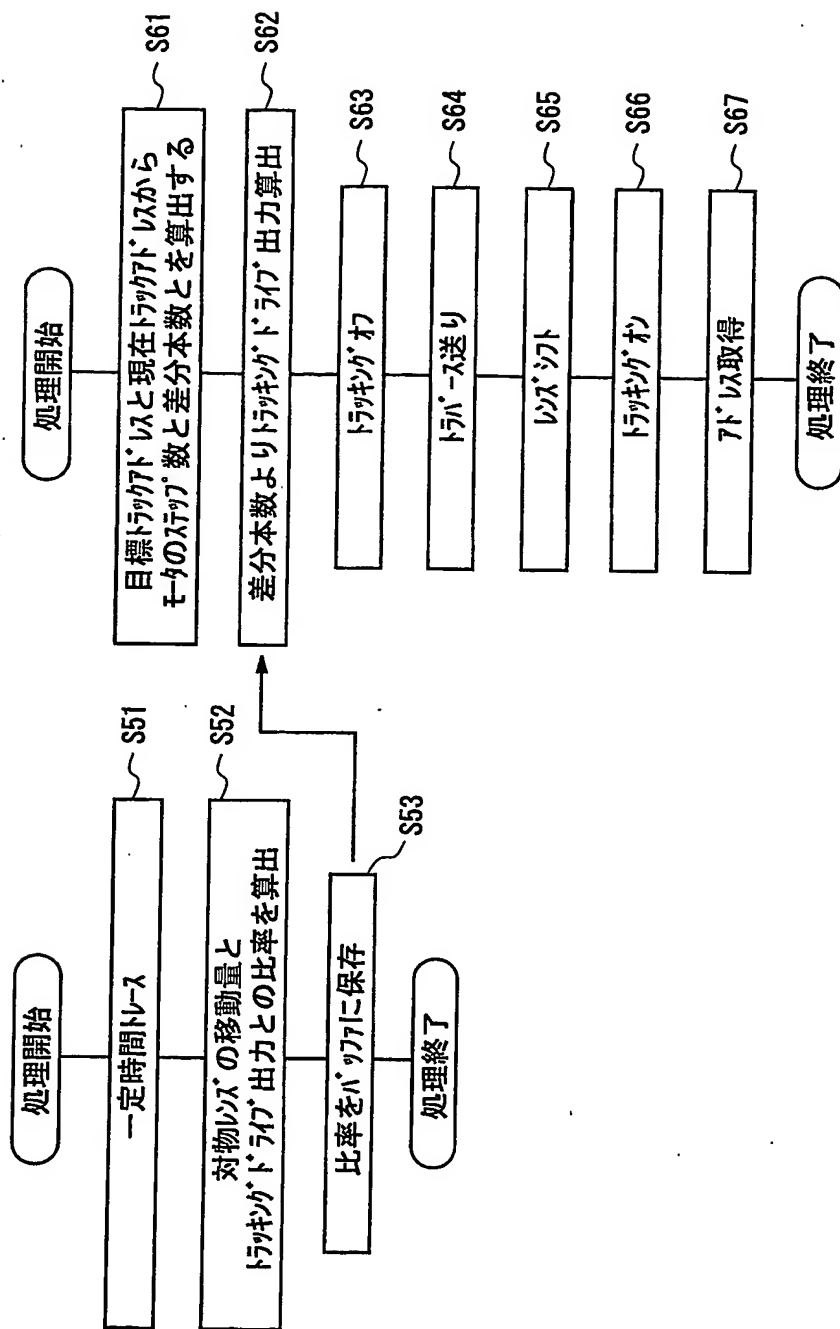 処理開始
一定時間トレース
S51
対物レンズの移動量と
トラッキングドライブ出力との比率を算出
S52
比率をバッファに保存
S53
処理終了
処理開始
目標トラックアドレスと現在トラックアドレスから
モータのステップ数と差分本数とを算出する
S61
差分本数よりトラッキングドライブ出力算出
S62
トラッキングオフ
S63
トラバース送り
S64
レンズシフト
S65
トラッキングオン
S66
アドレス取得
S67
処理終了